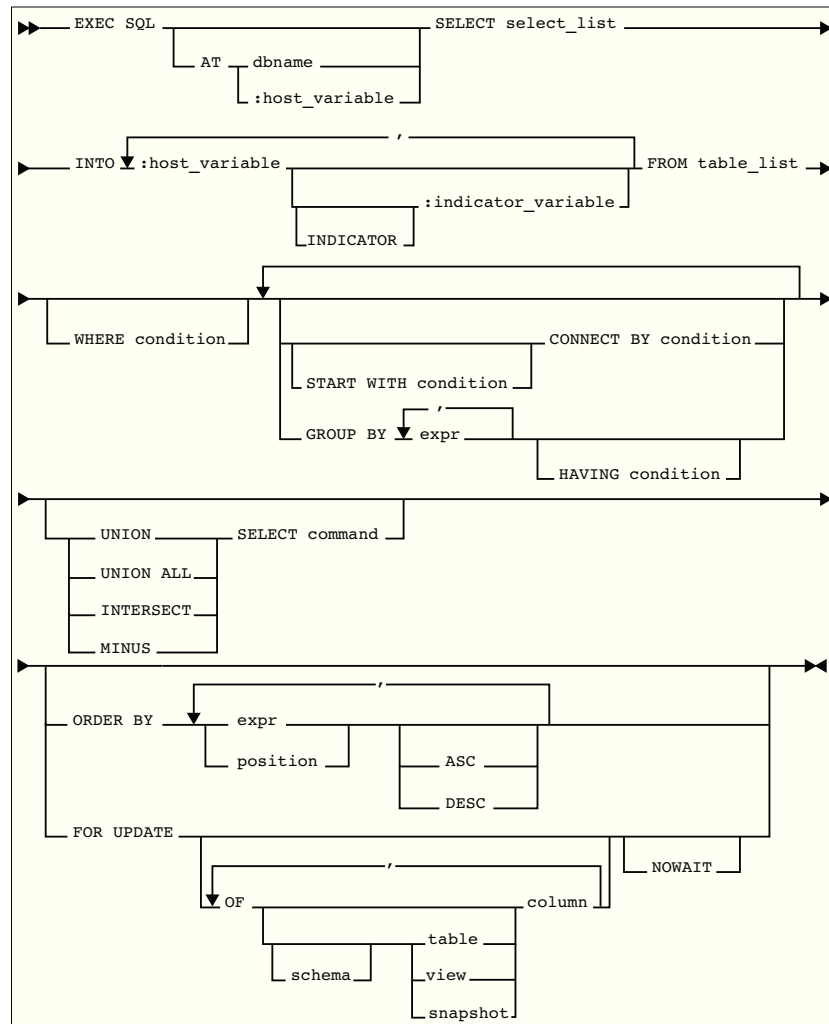 EXEC SQL SELECT select_list
AT dbname
:host_variable
,
INTO :host_variable FROM table_list
:indicator_variable
INDICATOR
WHERE condition
CONNECT BY condition
START WITH condition
,
GROUP BY expr
HAVING condition
UNION SELECT command
UNION ALL
INTERSECT
MINUS
,
ORDER BY expr
position ASC
DESC
FOR UPDATE
NOWAIT
,
OF column
table
schema view
snapshot